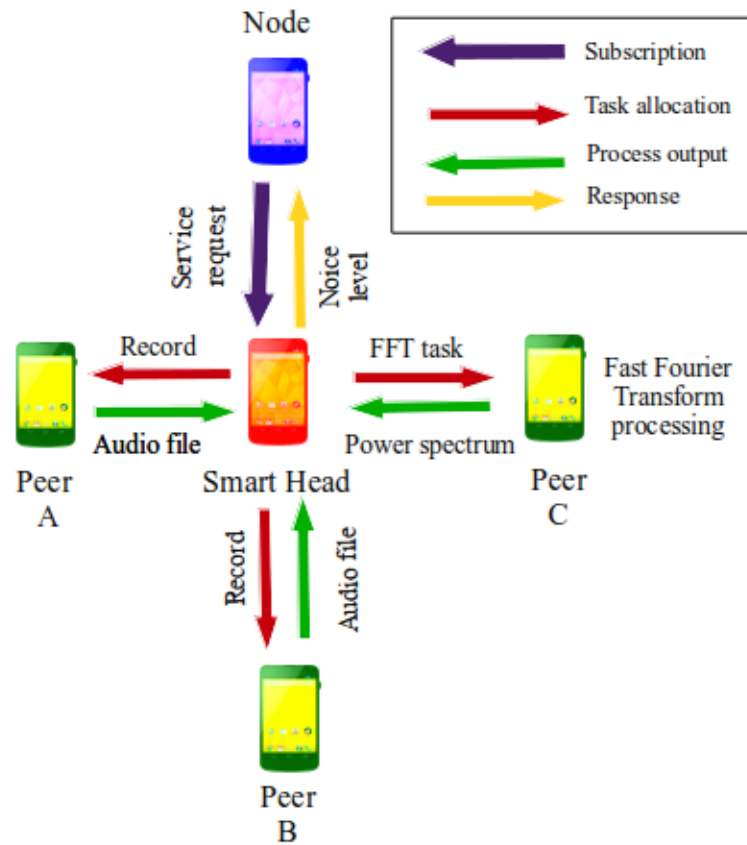 Node
Subscription
Task allocation
Process output
Response
Service
request
Noice
level
Record
FFT task
Fast Fourier
Transform
processing
Audio file
Power spectrum
Peer
A
Smart Head
Peer
C
Record
Audio file
Peer
B